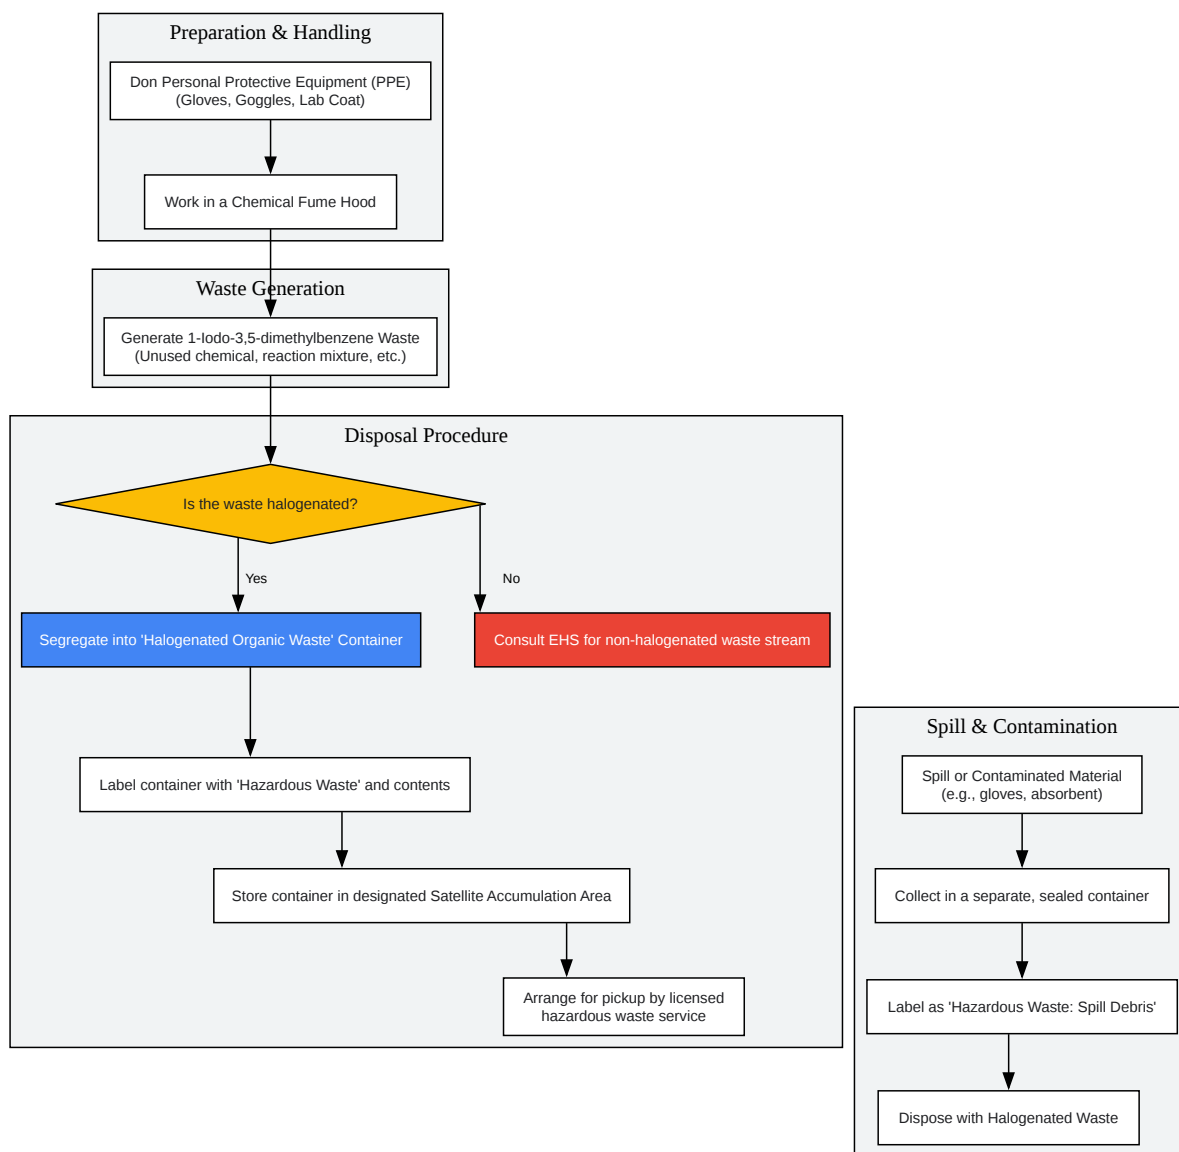 Preparation & Handling
Don Personal Protective Equipment (PPE)
(Gloves, Goggles, Lab Coat)
Work in a Chemical Fume Hood
Waste Generation
Generate 1-Iodo-3,5-dimethylbenzene Waste
(Unused chemical, reaction mixture, etc.)
Disposal Procedure
Is the waste halogenated?
Yes
No
Segregate into 'Halogenated Organic Waste' Container
Consult EHS for non-halogenated waste stream
Label container with 'Hazardous Waste' and contents
Store container in designated Satellite Accumulation Area
Arrange for pickup by licensed
hazardous waste service
Spill & Contamination
Spill or Contaminated Material
(e.g., gloves, absorbent)
Collect in a separate, sealed container
Label as 'Hazardous Waste: Spill Debris'
Dispose with Halogenated Waste